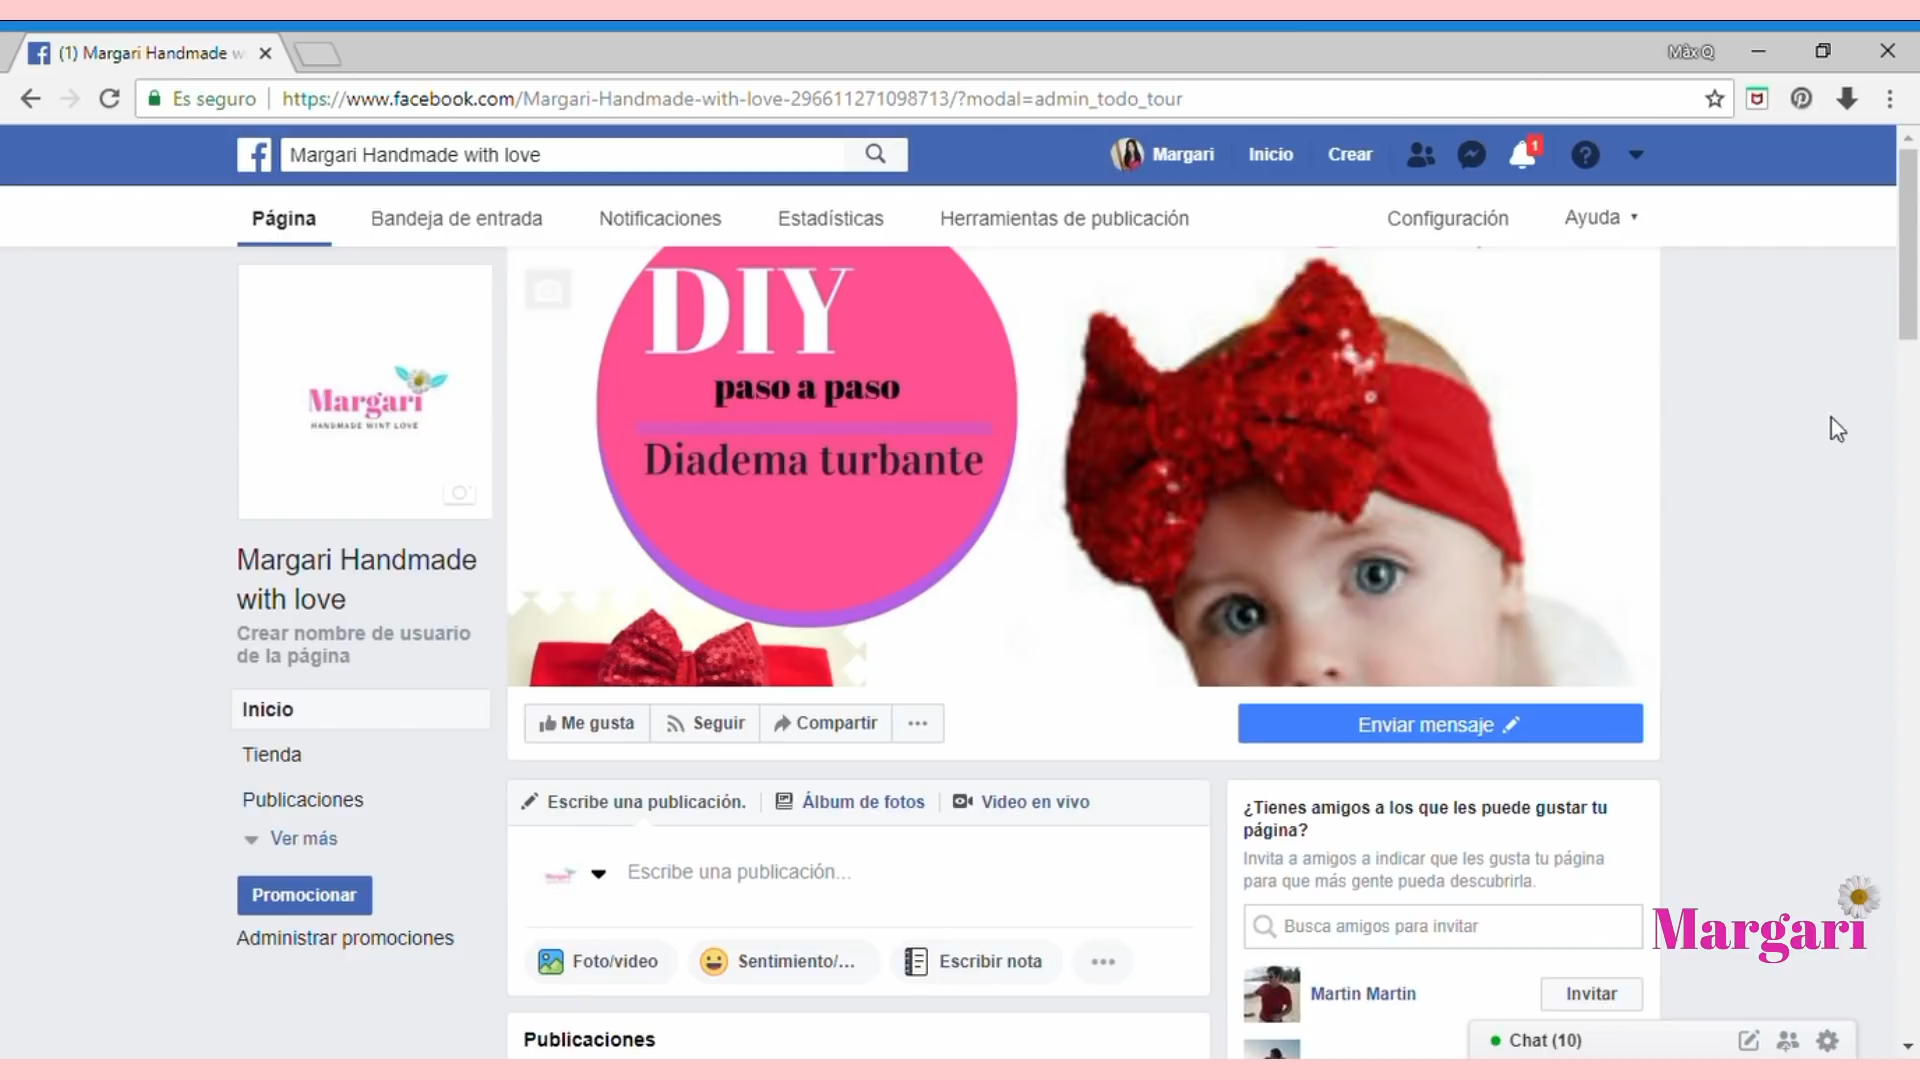 (1) Margari Handmade w
Màx Q
Es seguro
https://www.facebook.com/Margari-Handmade-with-love-296611271098713/?modal=admin_todo_tour
Margari Handmade with love
Margari
Inicio
Crear
1
Página
Bandeja de entrada
Notificaciones
Estadísticas
Herramientas de publicación
Configuración
Ayuda
Margari
HANDMADE WINT LOVE
DIY
paso a paso
Diadema turbante
Margari Handmade
with love
Crear nombre de usuario
de la página
Inicio
Tienda
Publicaciones
Ver más
Promocionar
Administrar promociones
Me gusta
Seguir
Compartir
Enviar mensaje
Escribe una publicación.
Álbum de fotos
Video en vivo
Escribe una publicación...
Foto/video
Sentimiento/...
Escribir nota
Publicaciones
¿Tienes amigos a los que les puede gustar tu
página?
Invita a amigos a indicar que les gusta tu página
para que más gente pueda descubrirla.
Busca amigos para invitar
Martin Martin
Invitar
Chat (10)
Margari